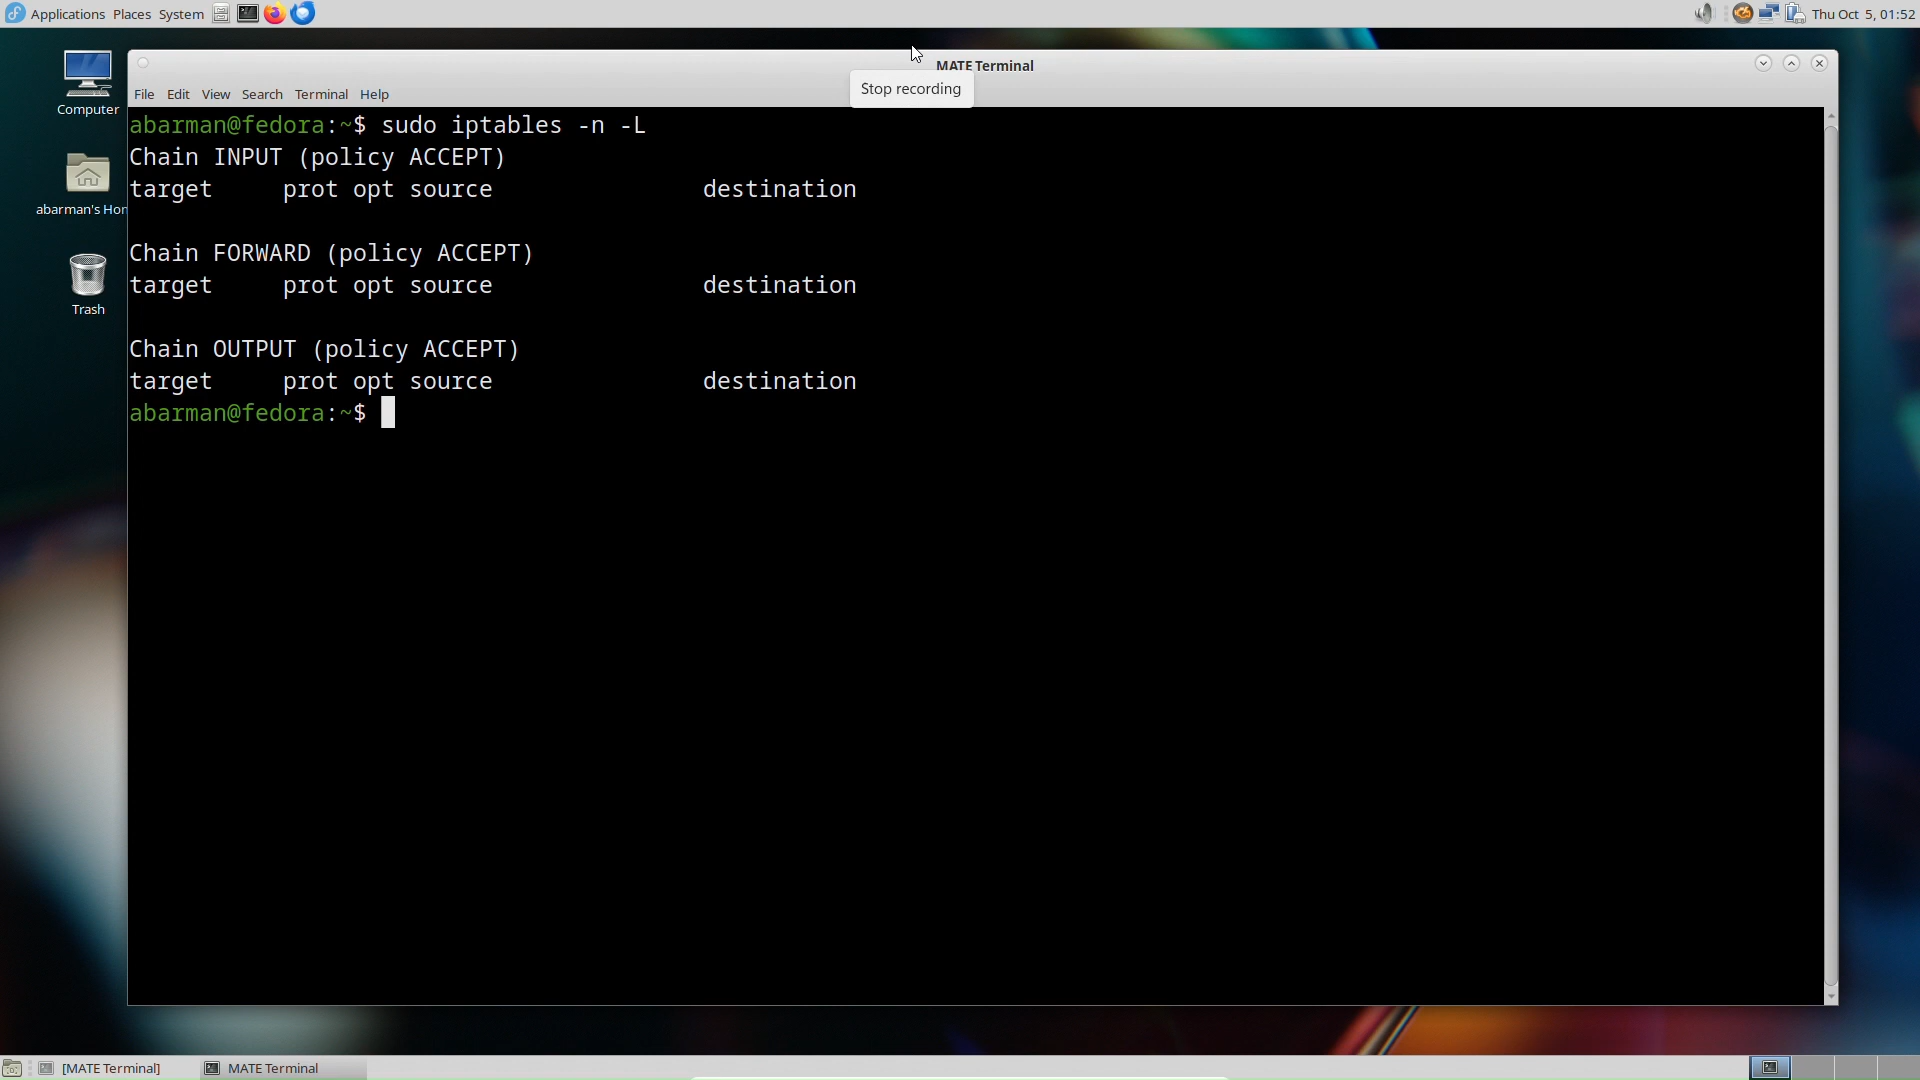 Applications Places System Thu Oct 5, 01:52
MATE Terminal
Stop recording
File Edit View Search Terminal Help
Computer
abarman's Hom
Trash
abarman@fedora:~$ sudo iptables -n -L
Chain INPUT (policy ACCEPT)
target     prot opt source               destination
Chain FORWARD (policy ACCEPT)
target     prot opt source               destination
Chain OUTPUT (policy ACCEPT)
target     prot opt source               destination
abarman@fedora:~$
[MATE Terminal] MATE Terminal